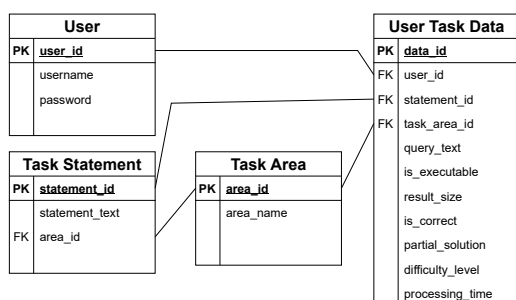 User
PK user_id
username
password
Task Statement
PK statement_id
statement_text
FK area_id
Task Area
PK area_id
area_name
User Task Data
PK data_id
FK user_id
FK statement_id
FK task_area_id
query_text
is_executable
result_size
is_correct
partial_solution
difficulty_level
processing_time